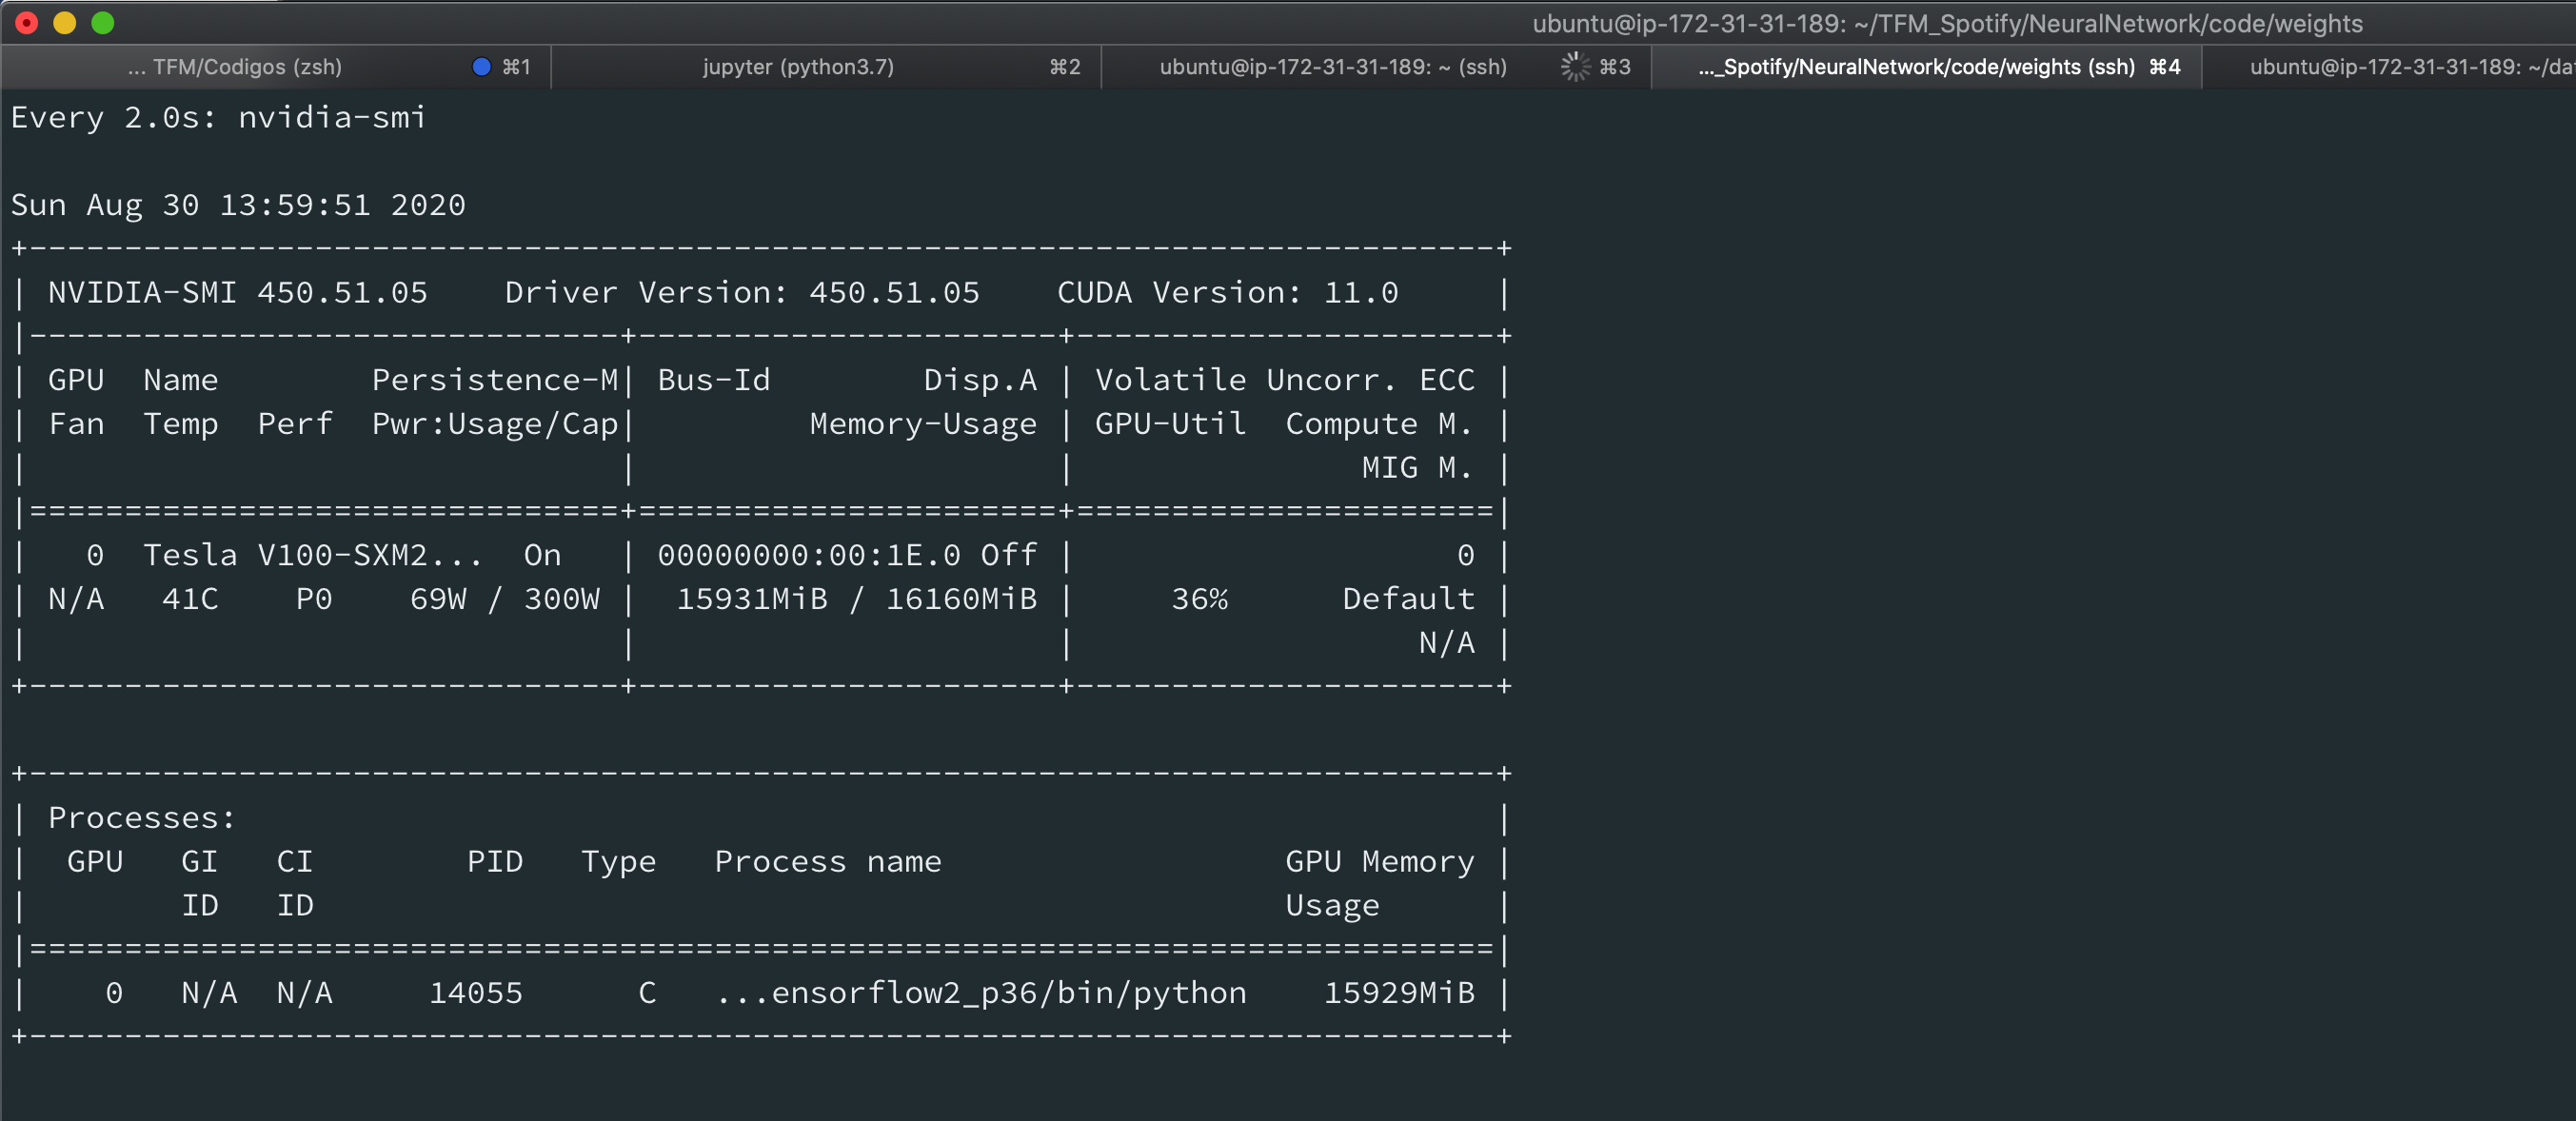 ubuntu@ip-172-31-31-189: ~/TFM_Spotify/NeuralNetwork/code/weights
... TFM/Codigos (zsh) ⌘1 jupyter (python3.7) ⌘2 ubuntu@ip-172-31-31-189: ~ (ssh) ⌘3 ..._Spotify/NeuralNetwork/code/weights (ssh) ⌘4 ubuntu@ip-172-31-31-189: ~/da
Every 2.0s: nvidia-smi
Sun Aug 30 13:59:51 2020
+-----------------------------------------------------------------------------+
| NVIDIA-SMI 450.51.05    Driver Version: 450.51.05    CUDA Version: 11.0     |
|-------------------------------+----------------------+----------------------+
| GPU  Name        Persistence-M| Bus-Id        Disp.A | Volatile Uncorr. ECC |
| Fan  Temp  Perf  Pwr:Usage/Cap|         Memory-Usage | GPU-Util  Compute M. |
|                               |                      |               MIG M. |
|===============================+======================+======================|
|   0  Tesla V100-SXM2...  On   | 00000000:00:1E.0 Off |                    0 |
| N/A   41C    P0    69W / 300W |  15931MiB / 16160MiB |     36%      Default |
|                               |                      |                  N/A |
+-------------------------------+----------------------+----------------------+
+-----------------------------------------------------------------------------+
| Processes:                                                                  |
|  GPU   GI   CI        PID   Type   Process name                  GPU Memory |
|        ID   ID                                                   Usage      |
|=============================================================================|
|    0   N/A  N/A     14055      C   ...ensorflow2_p36/bin/python    15929MiB |
+-----------------------------------------------------------------------------+